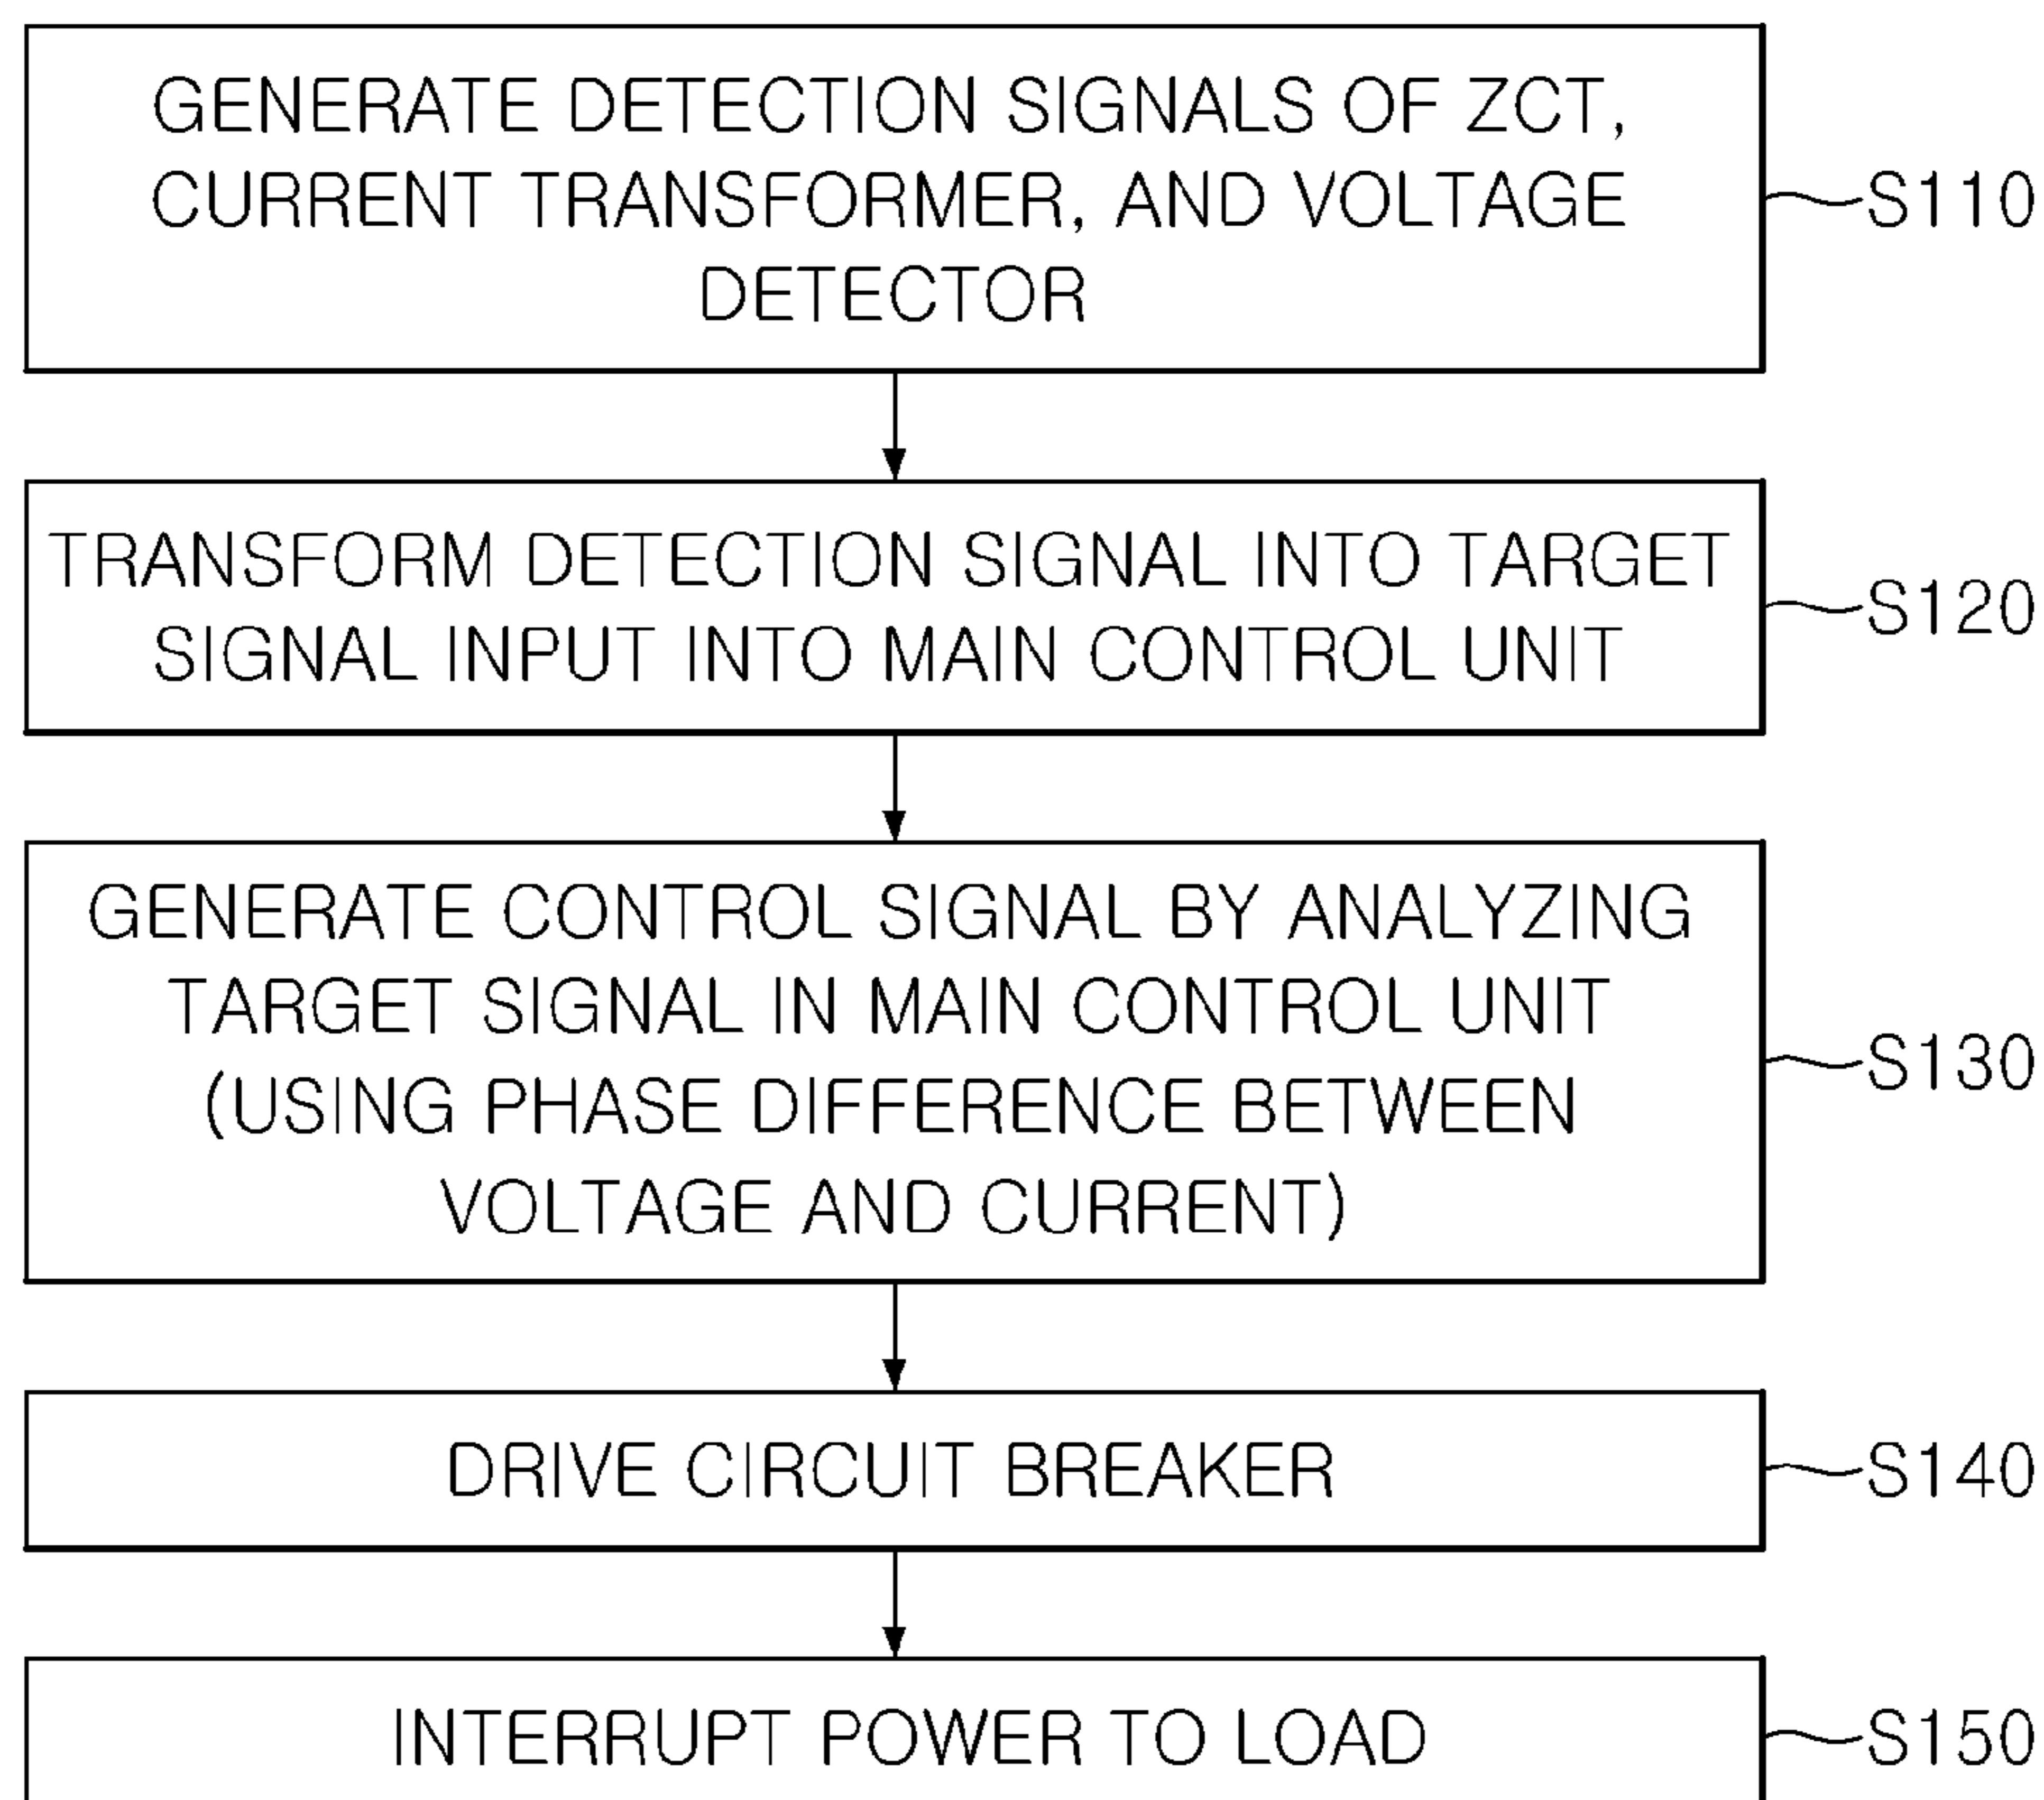 GENERATE DETECTION SIGNALS OF ZCT,
CURRENT TRANSFORMER, AND VOLTAGE
DETECTOR
S110
TRANSFORM DETECTION SIGNAL INTO TARGET
SIGNAL INPUT INTO MAIN CONTROL UNIT
S120
GENERATE CONTROL SIGNAL BY ANALYZING
TARGET SIGNAL IN MAIN CONTROL UNIT
(USING PHASE DIFFERENCE BETWEEN
VOLTAGE AND CURRENT)
S130
DRIVE CIRCUIT BREAKER
S140
INTERRUPT POWER TO LOAD
S150